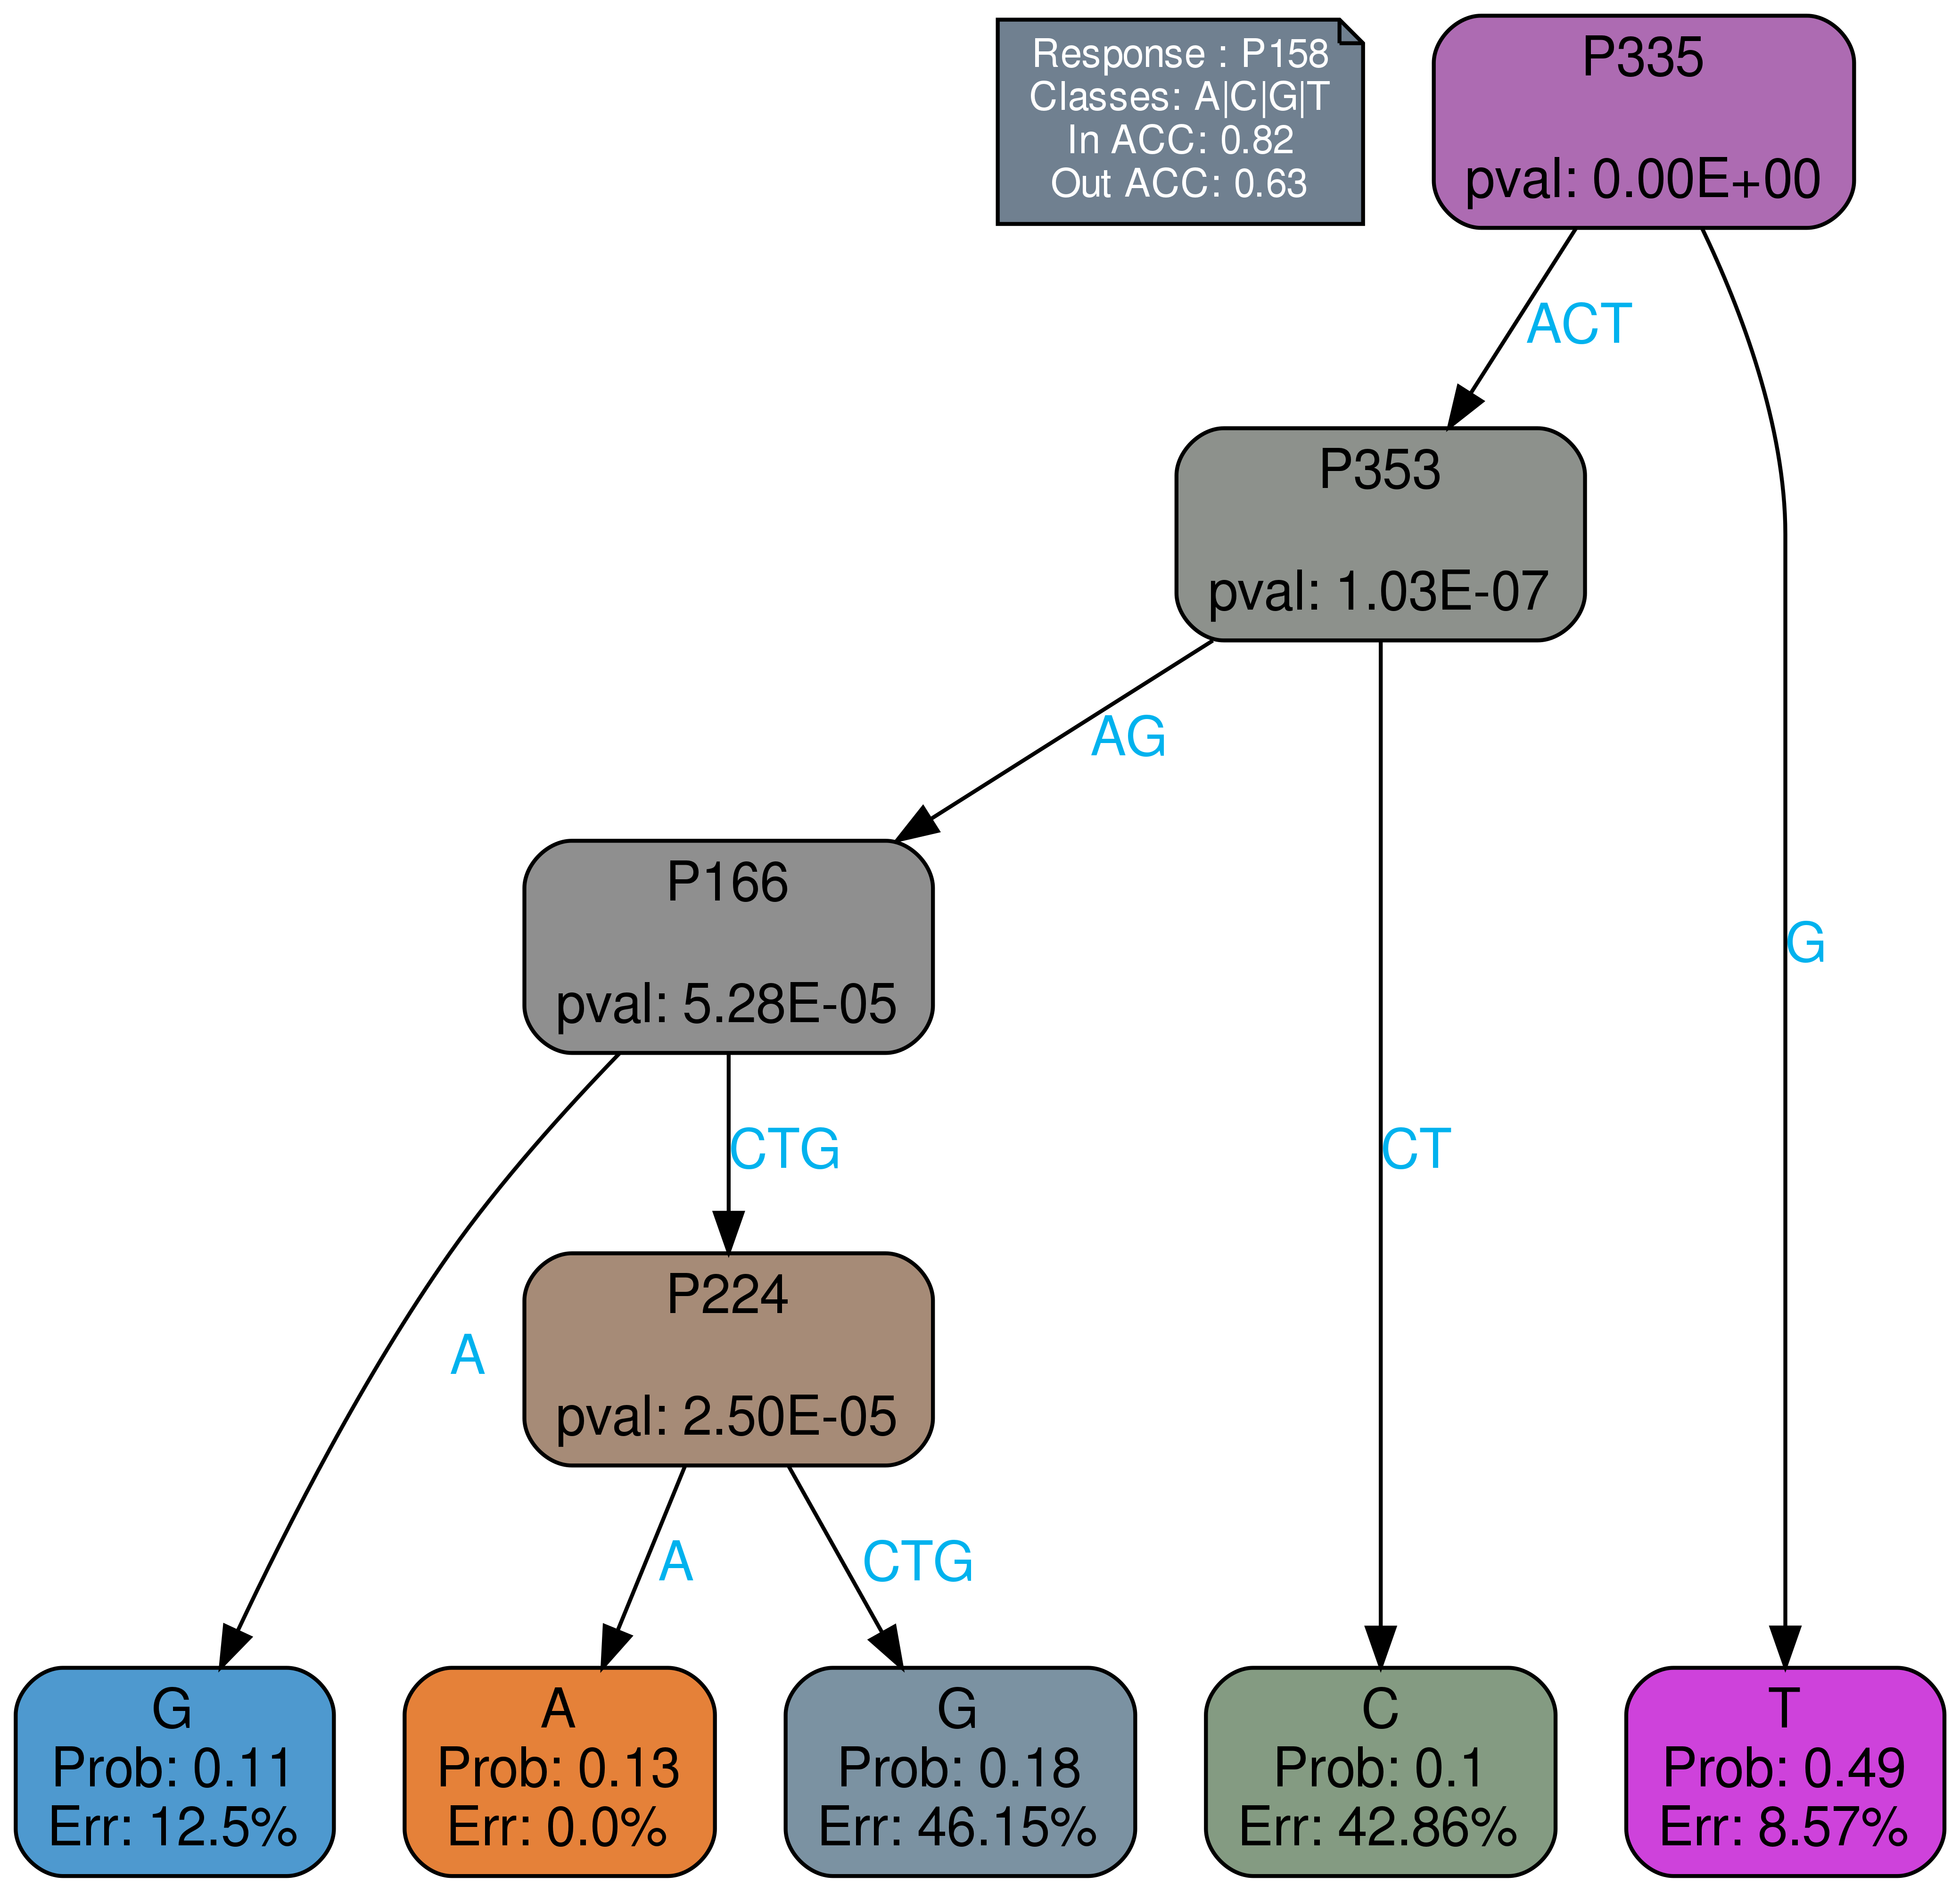 Response : P158
Classes: A|C|G|T
In ACC: 0.82
Out ACC: 0.63
P335
pval: 0.00E+00
ACT
P353
pval: 1.03E-07
AG
P166
pval: 5.28E-05
G
CTG
CT
P224
pval: 2.50E-05
A
A
CTG
G
Prob: 0.11
Err: 12.5%
A
Prob: 0.13
Err: 0.0%
G
Prob: 0.18
Err: 46.15%
C
Prob: 0.1
Err: 42.86%
T
Prob: 0.49
Err: 8.57%